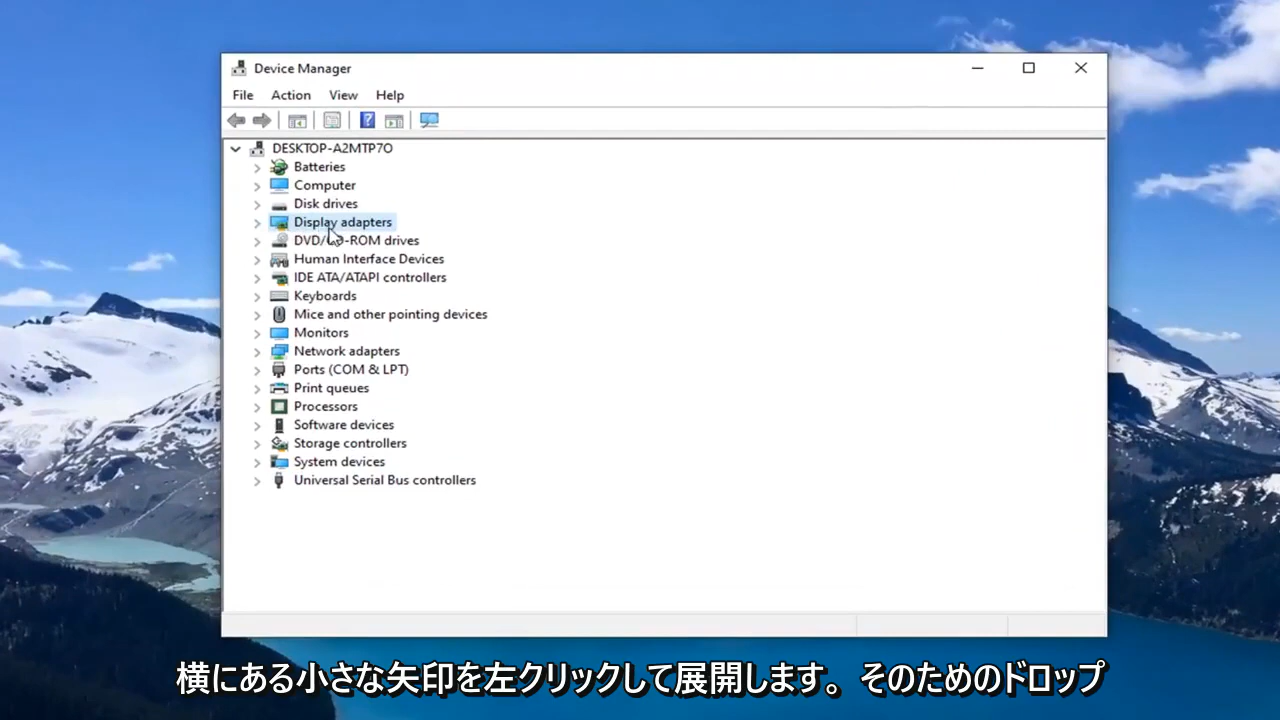 Device Manager
File Action View Help
DESKTOP-A2MTP7O
Batteries
Computer
Disk drives
Display adapters
DVD/CD-ROM drives
Human Interface Devices
IDE ATA/ATAPI controllers
Keyboards
Mice and other pointing devices
Monitors
Network adapters
Ports (COM & LPT)
Print queues
Processors
Software devices
Storage controllers
System devices
Universal Serial Bus controllers
横にある小さな矢印を左クリックして展開します。そのためのドロップ